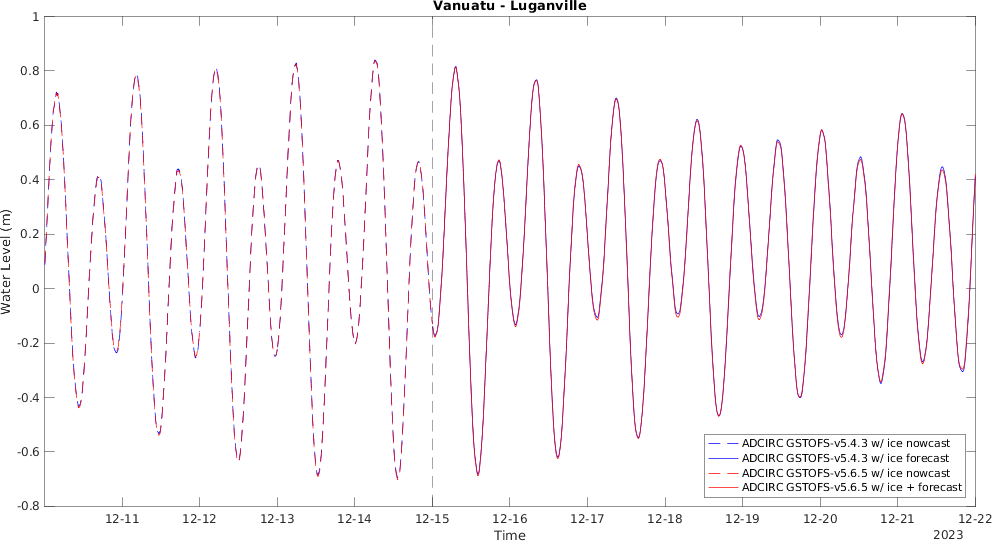 Vanuatu - Luganville
Water Level (m)
1
0.8
0.6
0.4
0.2
0
-0.2
-0.4
-0.6
-0.8
ADCIRC GSTOFS-v5.4.3 w/ ice nowcast
ADCIRC GSTOFS-v5.4.3 w/ ice forecast
ADCIRC GSTOFS-v5.6.5 w/ ice nowcast
ADCIRC GSTOFS-v5.6.5 w/ ice + forecast
12-11 12-12 12-13 12-14 12-15 12-16 12-17 12-18 12-19 12-20 12-21 12-22
Time
2023